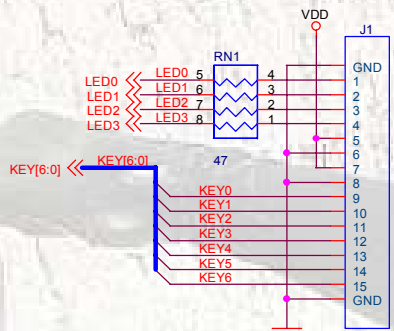 VDD
J1
RN1
GND
LED0 LED0 5 4 1
LED1 LED1 6 3 2
LED2 LED2 7 2 3
LED3 LED3 8 1 4
5
6
7
47
KEY[6:0] KEY[6:0]
8
KEY0 9
KEY1 10
KEY2 11
KEY3 12
KEY4 13
KEY5 14
KEY6 15
GND